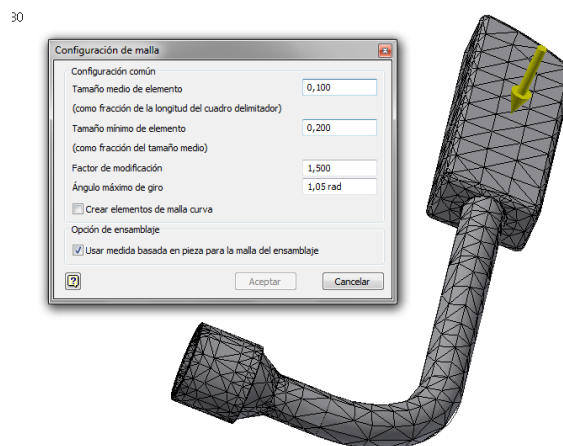 30
Configuración de malla
Configuración común
Tamaño medio de elemento 0,100
(como fracción de la longitud del cuadro delimitador)
Tamaño mínimo de elemento 0,200
(como fracción del tamaño medio)
Factor de modificación 1,500
Ángulo máximo de giro 1,05 rad
Crear elementos de malla curva
Opción de ensamblaje
Usar medida basada en pieza para la malla del ensamblaje
Aceptar Cancelar